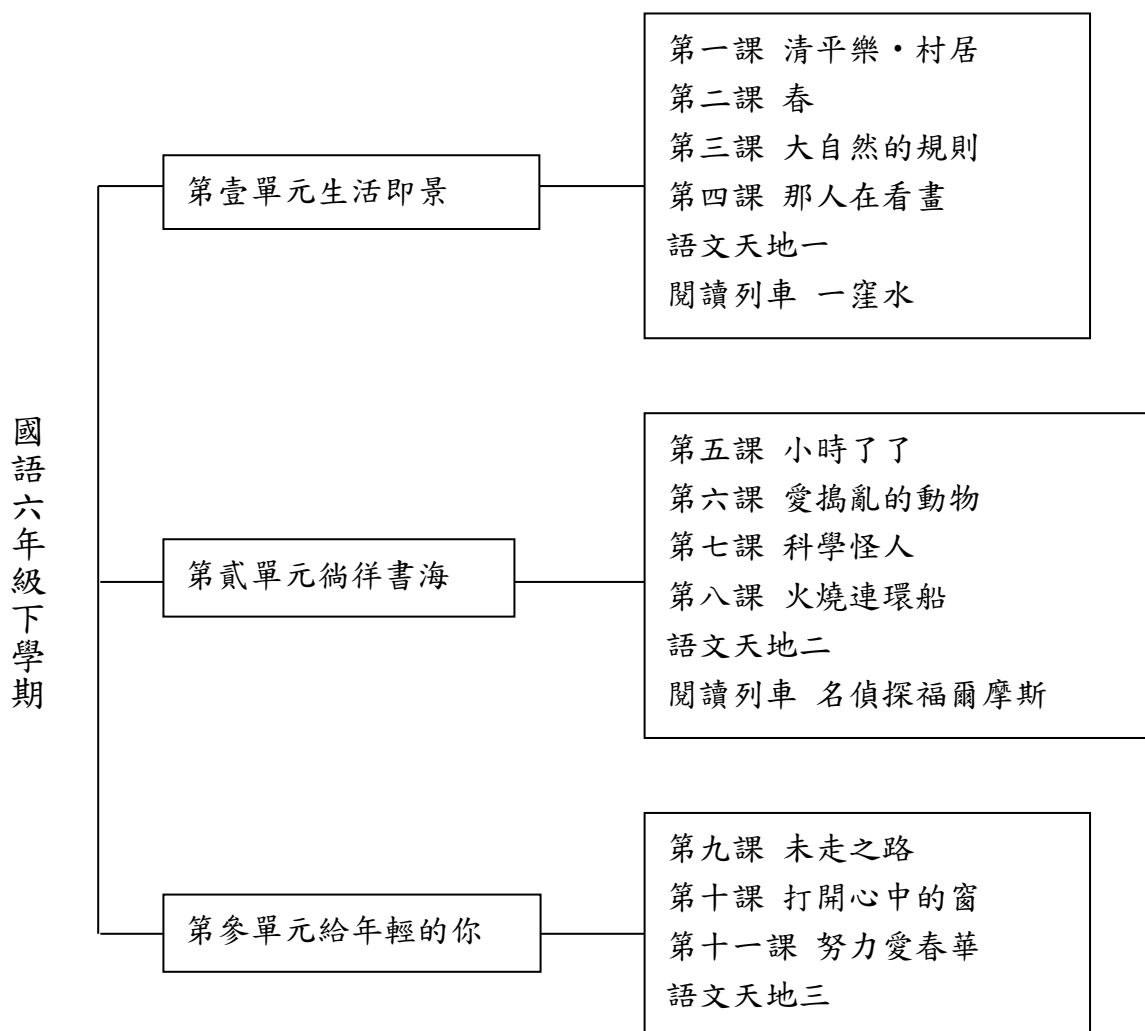 國語六年級下學期
第壹單元生活即景
第一課 清平樂・村居
第二課 春
第三課 大自然的規則
第四課 那人在看畫
語文天地一
閱讀列車 一窪水
第貳單元徜徉書海
第五課 小時了了
第六課 愛搗亂的動物
第七課 科學怪人
第八課 火燒連環船
語文天地二
閱讀列車 名偵探福爾摩斯
第參單元給年輕的你
第九課 未走之路
第十課 打開心中的窗
第十一課 努力愛春華
語文天地三